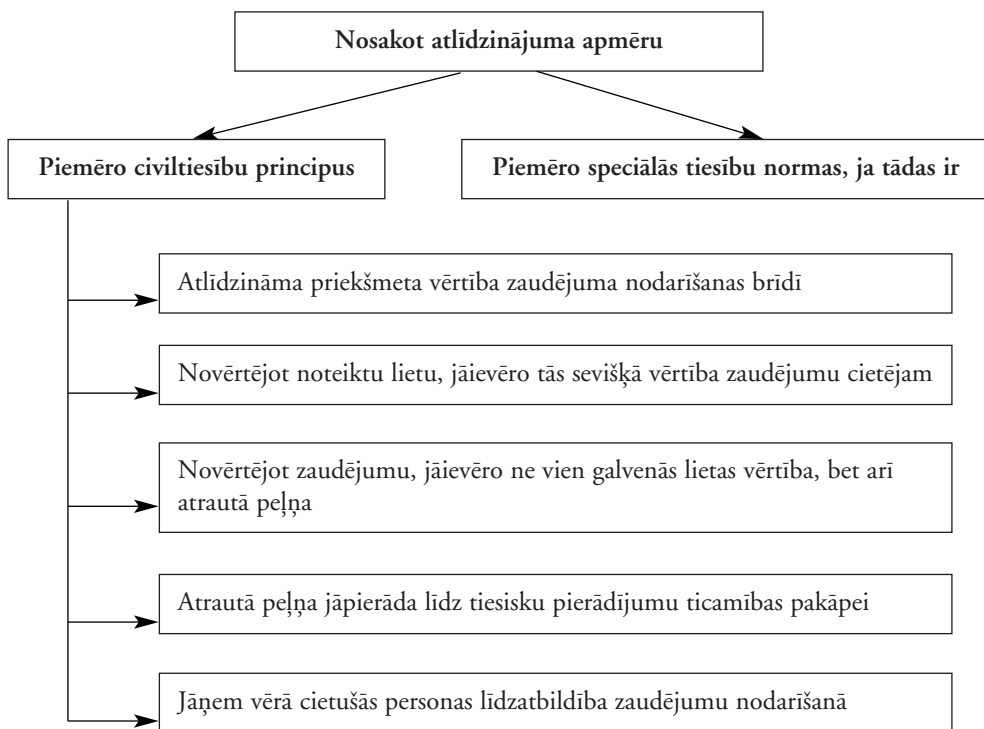 Nosakot atlīdzinājuma apmēru
Piemēro civiltiesību principus
Piemēro speciālās tiesību normas, ja tādas ir
Atlīdzināma priekšmeta vērtība zaudējuma nodarīšanas brīdī
Novērtējot noteiktu lietu, jāievēro tās sevišķā vērtība zaudējumu cietējam
Novērtējot zaudējumu, jāievēro ne vien galvenās lietas vērtība, bet arī
atrautā peļņa
Atrautā peļņa jāpierāda līdz tiesisku pierādījumu ticamības pakāpei
Jāņem vērā cietušās personas līdzatbildība zaudējumu nodarīšanā